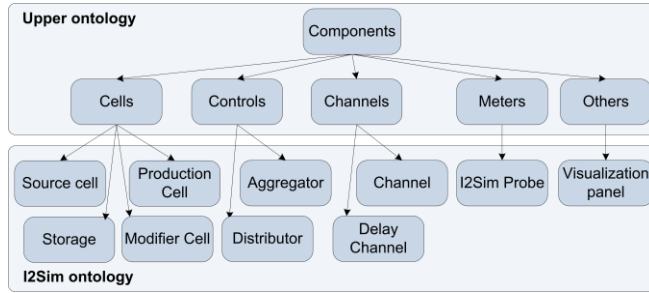 Upper ontology
Components
Cells
Controls
Channels
Meters
Others
Source cell
Production
Cell
Aggregator
Channel
I2Sim Probe
Visualization
panel
Storage
Modifier Cell
Distributor
Delay
Channel
I2Sim ontology